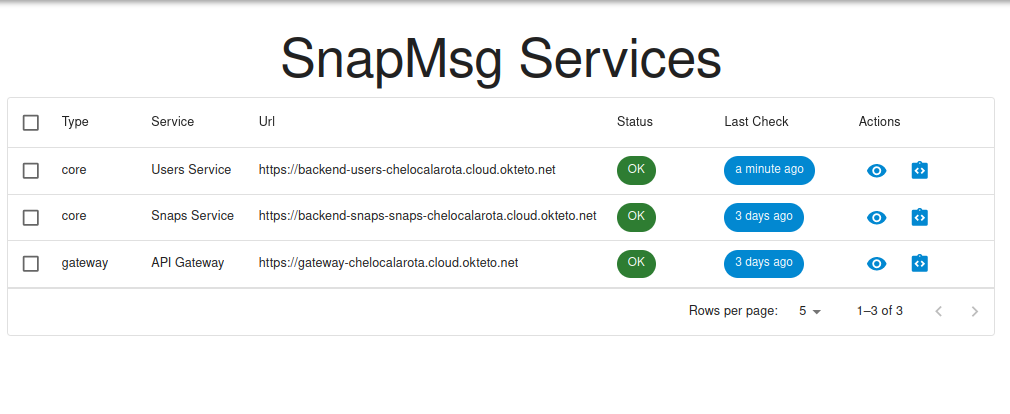 SnapMsg Services
Type Service Url Status Last Check Actions
core Users Service https://backend-users-chelocalarota.cloud.okteto.net OK a minute ago
core Snaps Service https://backend-snaps-snaps-chelocalarota.cloud.okteto.net OK 3 days ago
gateway API Gateway https://gateway-chelocalarota.cloud.okteto.net OK 3 days ago
Rows per page: 5 1–3 of 3